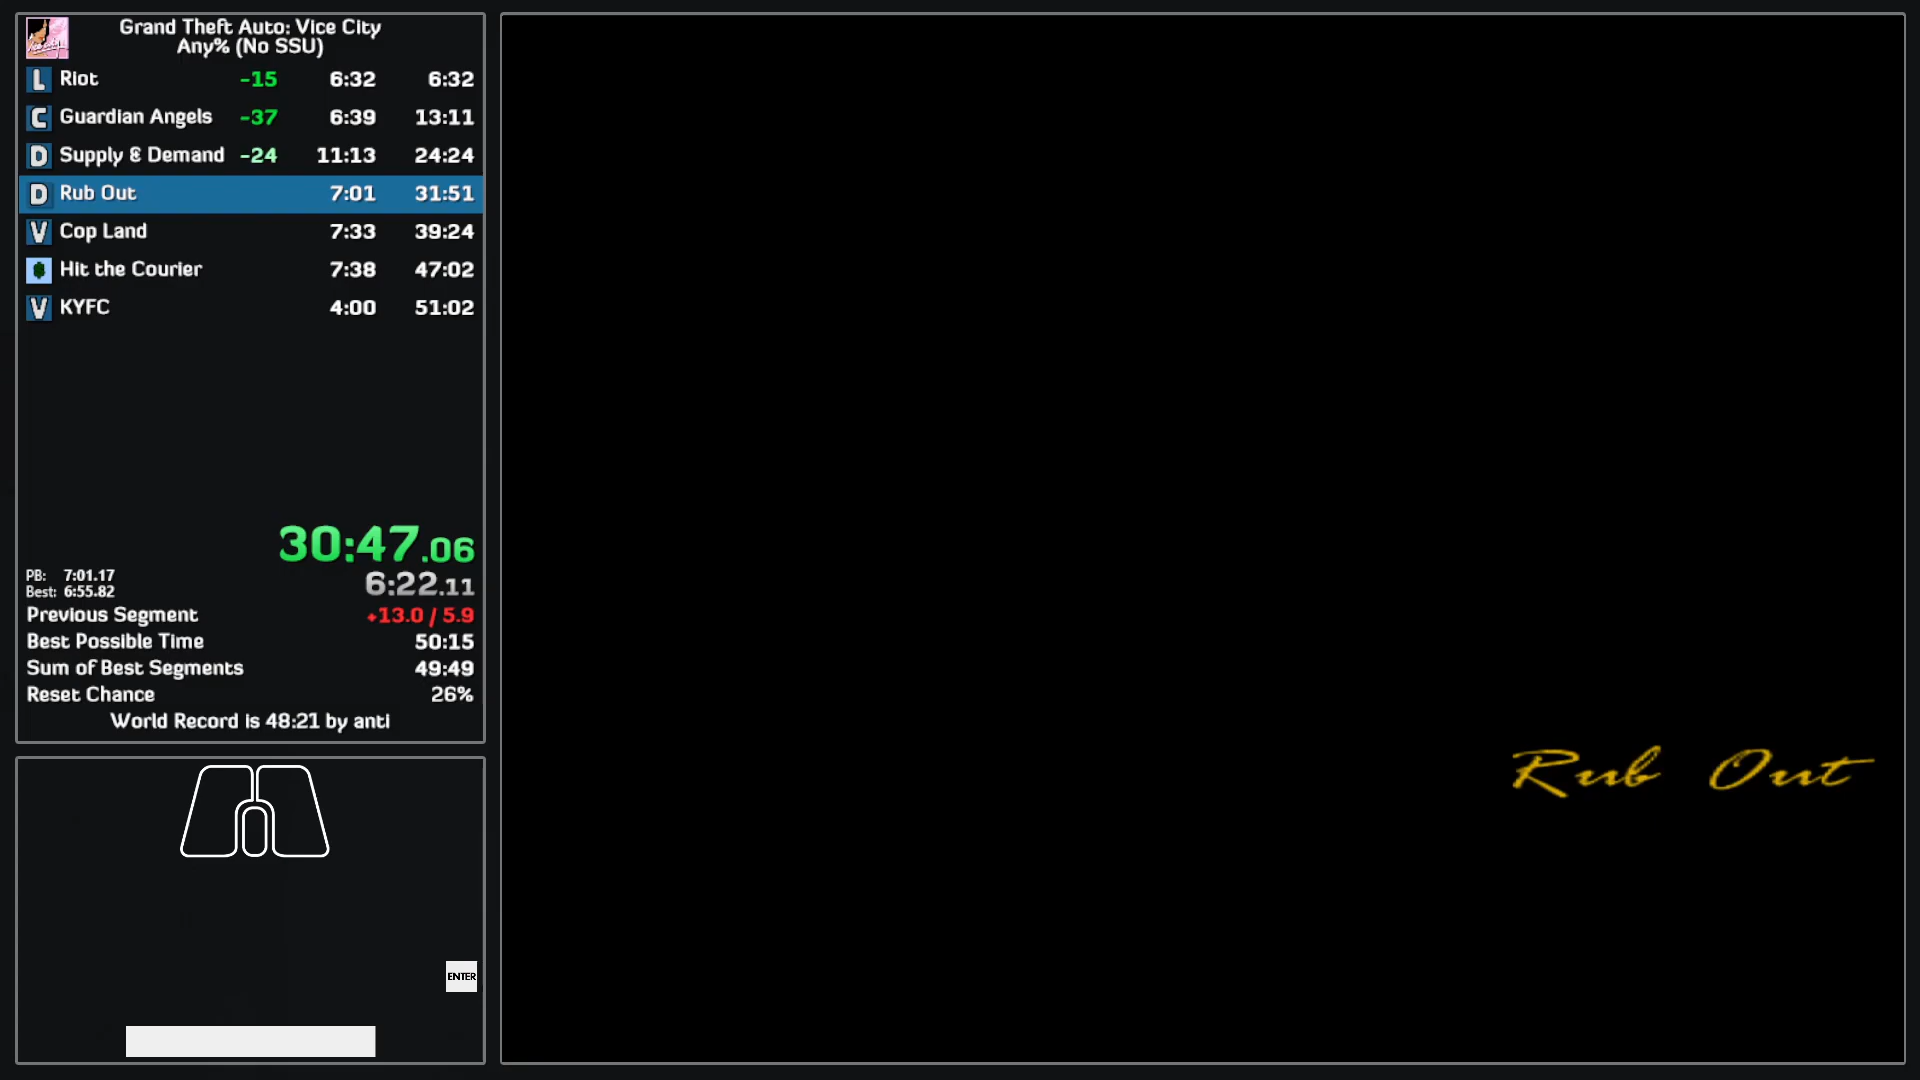 Grand Theft Auto: Vice City
Any% (No SSU)
L Riot -15 6:32 6:32
C Guardian Angels -37 6:39 13:11
D Supply & Demand -24 11:13 24:24
D Rub Out 7:01 31:51
V Cop Land 7:33 39:24
Hit the Courier 7:38 47:02
V KYFC 4:00 51:02
30:47.06
PB: 7:01.17 6:22.11
Best: 6:55.82
Previous Segment +13.0 / 5.9
Best Possible Time 50:15
Sum of Best Segments 49:49
Reset Chance 26%
World Record is 48:21 by anti
Rub Out
ENTER